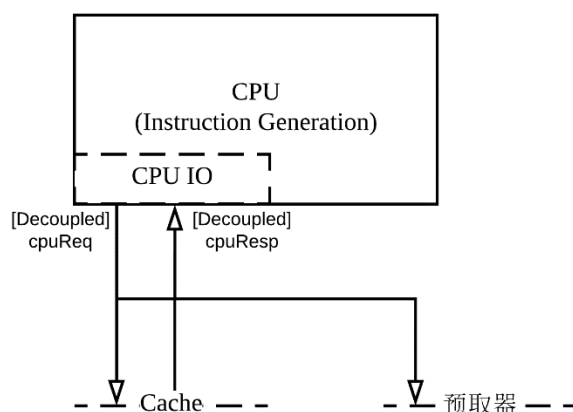 CPU
(Instruction Generation)
CPU IO
[Decoupled]
cpuReq
[Decoupled]
cpuResp
Cache
预取器